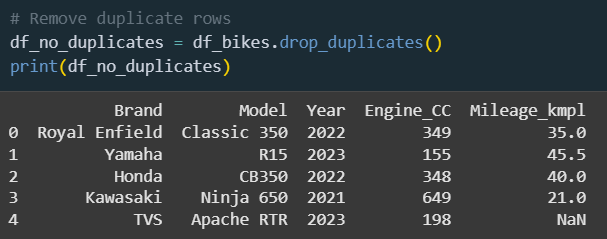 # Remove duplicate rows
df_no_duplicates = df_bikes.drop_duplicates()
print(df_no_duplicates)
Brand Model Year Engine_CC Mileage_kmpl
0 Royal Enfield Classic 350 2022 349 35.0
1 Yamaha R15 2023 155 45.5
2 Honda CB350 2022 348 40.0
3 Kawasaki Ninja 650 2021 649 21.0
4 TVS Apache RTR 2023 198 NaN